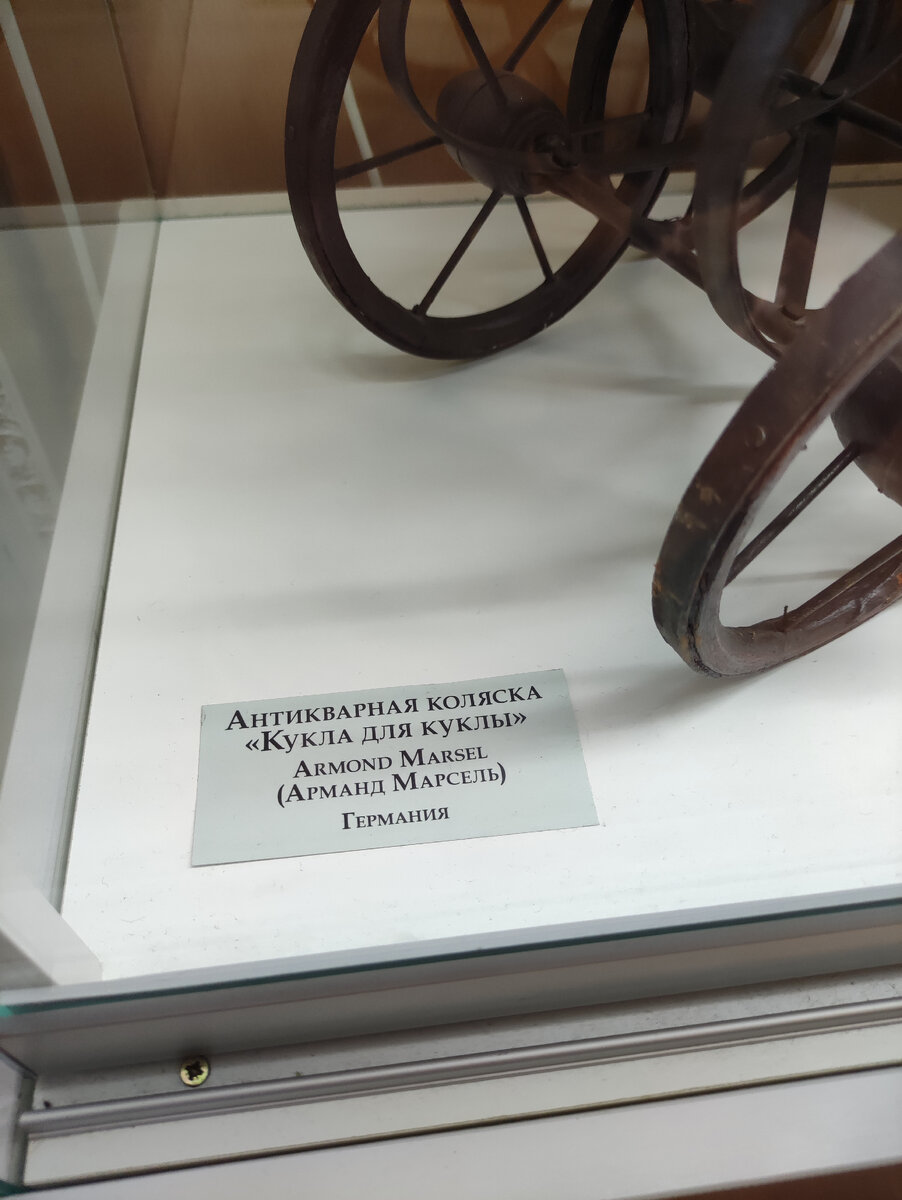 Антикварная коляска
«Кукла для куклы»
Armond Marsel
(Арманд Марсель)
Германия